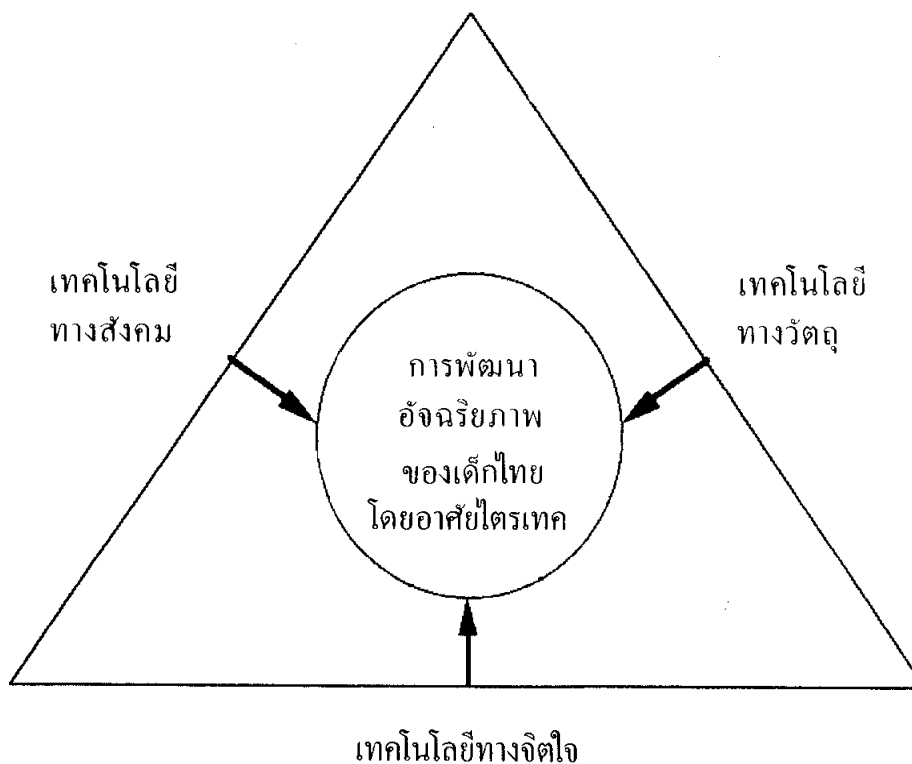 เทคโนโลยี
ทางสังคม
เทคโนโลยี
ทางวัตถุ
การพัฒนา
อัจฉริยภาพ
ของเด็กไทย
โดยอาศัยไตรเทค
เทคโนโลยีทางจิตใจ